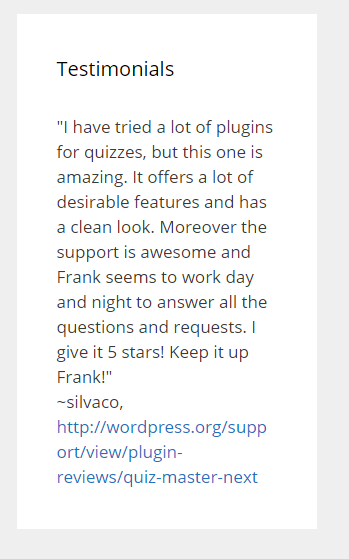 Testimonials
"I have tried a lot of plugins
for quizzes, but this one is
amazing. It offers a lot of
desirable features and has
a clean look. Moreover the
support is awesome and
Frank seems to work day
and night to answer all the
questions and requests. I
give it 5 stars! Keep it up
Frank!"
~silvaco,
http://wordpress.org/supp
ort/view/plugin-
reviews/quiz-master-next